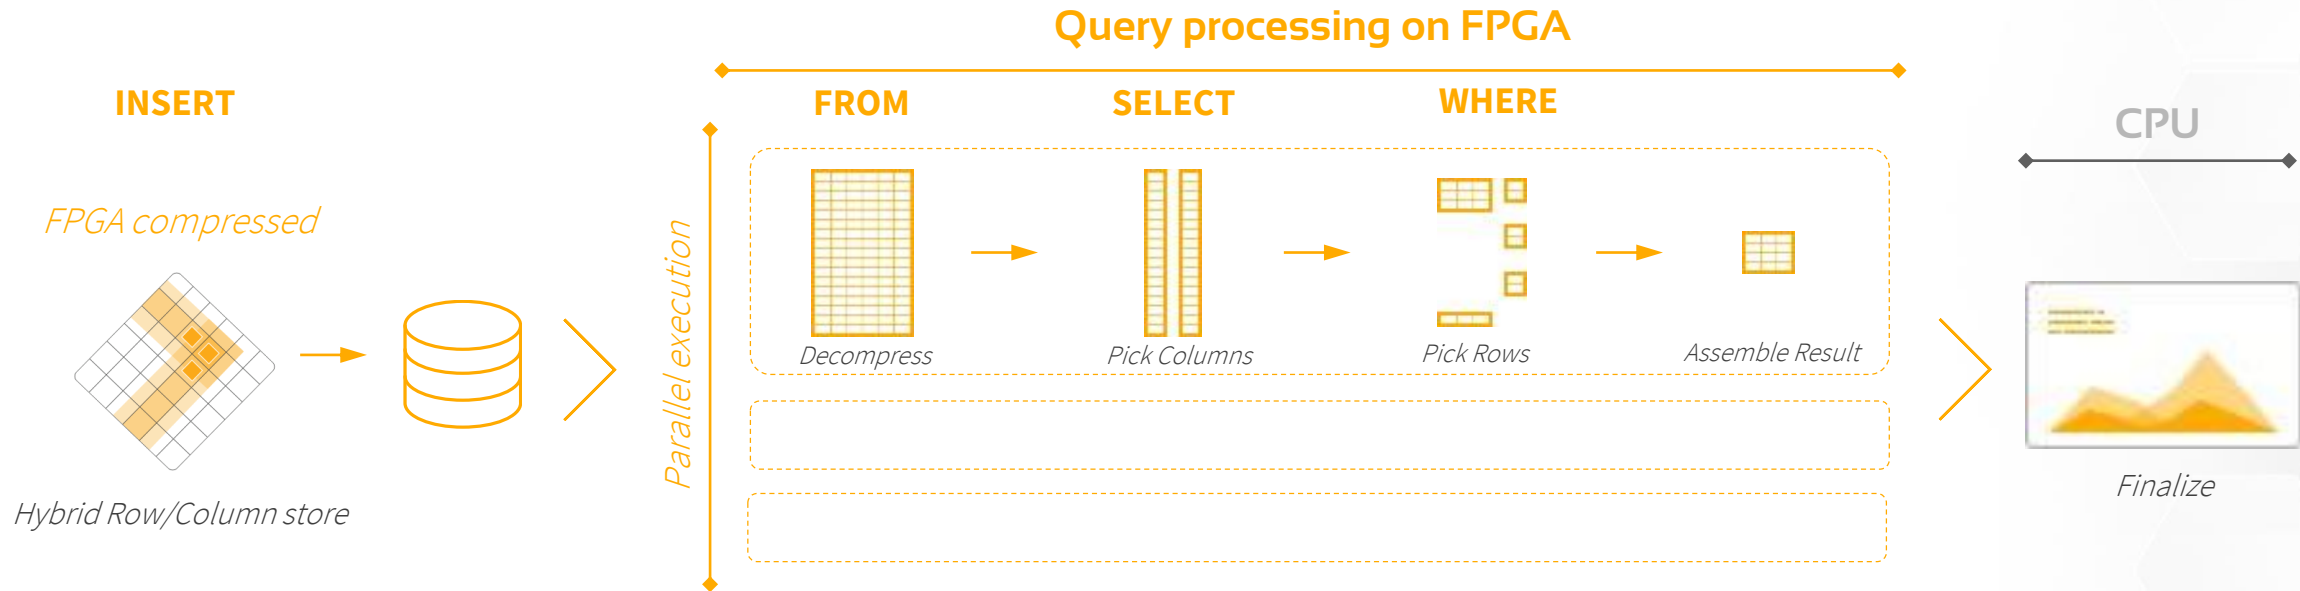 Query processing on FPGA
INSERT
FROM
SELECT
WHERE
CPU
FPGA compressed
Parallel execution
Decompress
Pick Columns
Pick Rows
Assemble Result
Hybrid Row/Column store
Finalize